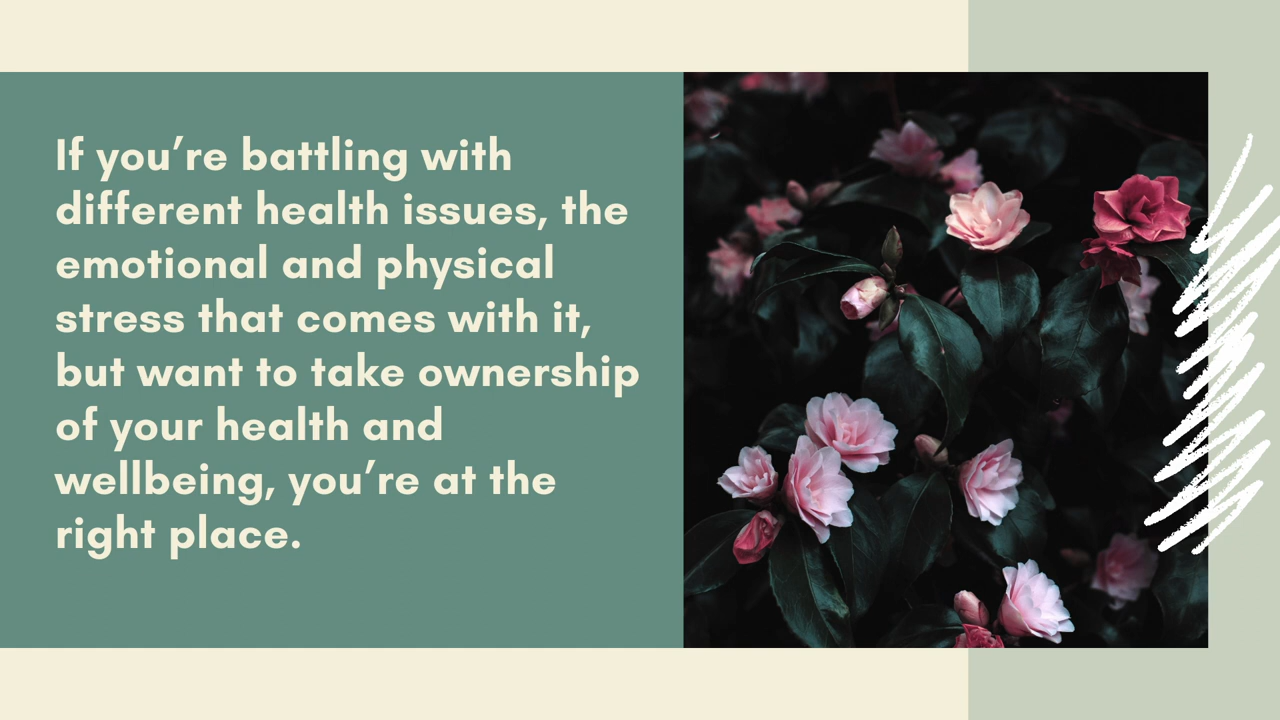 If you’re battling with
different health issues, the
emotional and physical
stress that comes with it,
but want to take ownership
of your health and
wellbeing, you’re at the
right place.